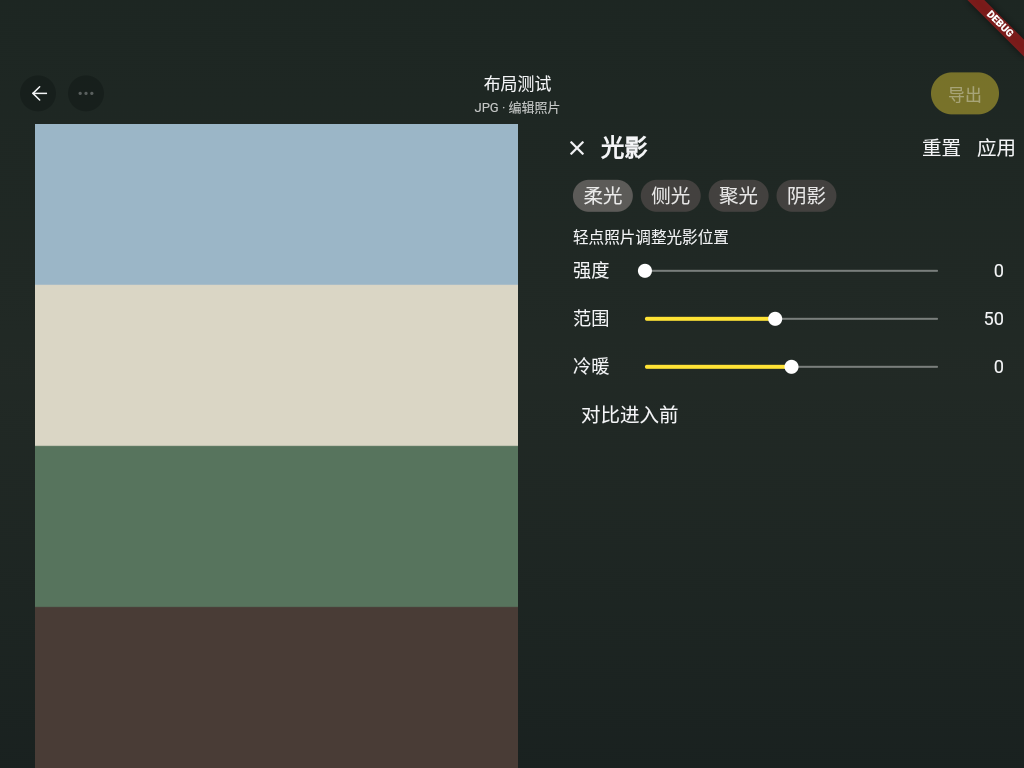 DEBUG
布局测试
JPG · 编辑照片
导出
光影
重置 应用
柔光 侧光 聚光 阴影
轻点照片调整光影位置
强度 0
范围 50
冷暖 0
对比进入前